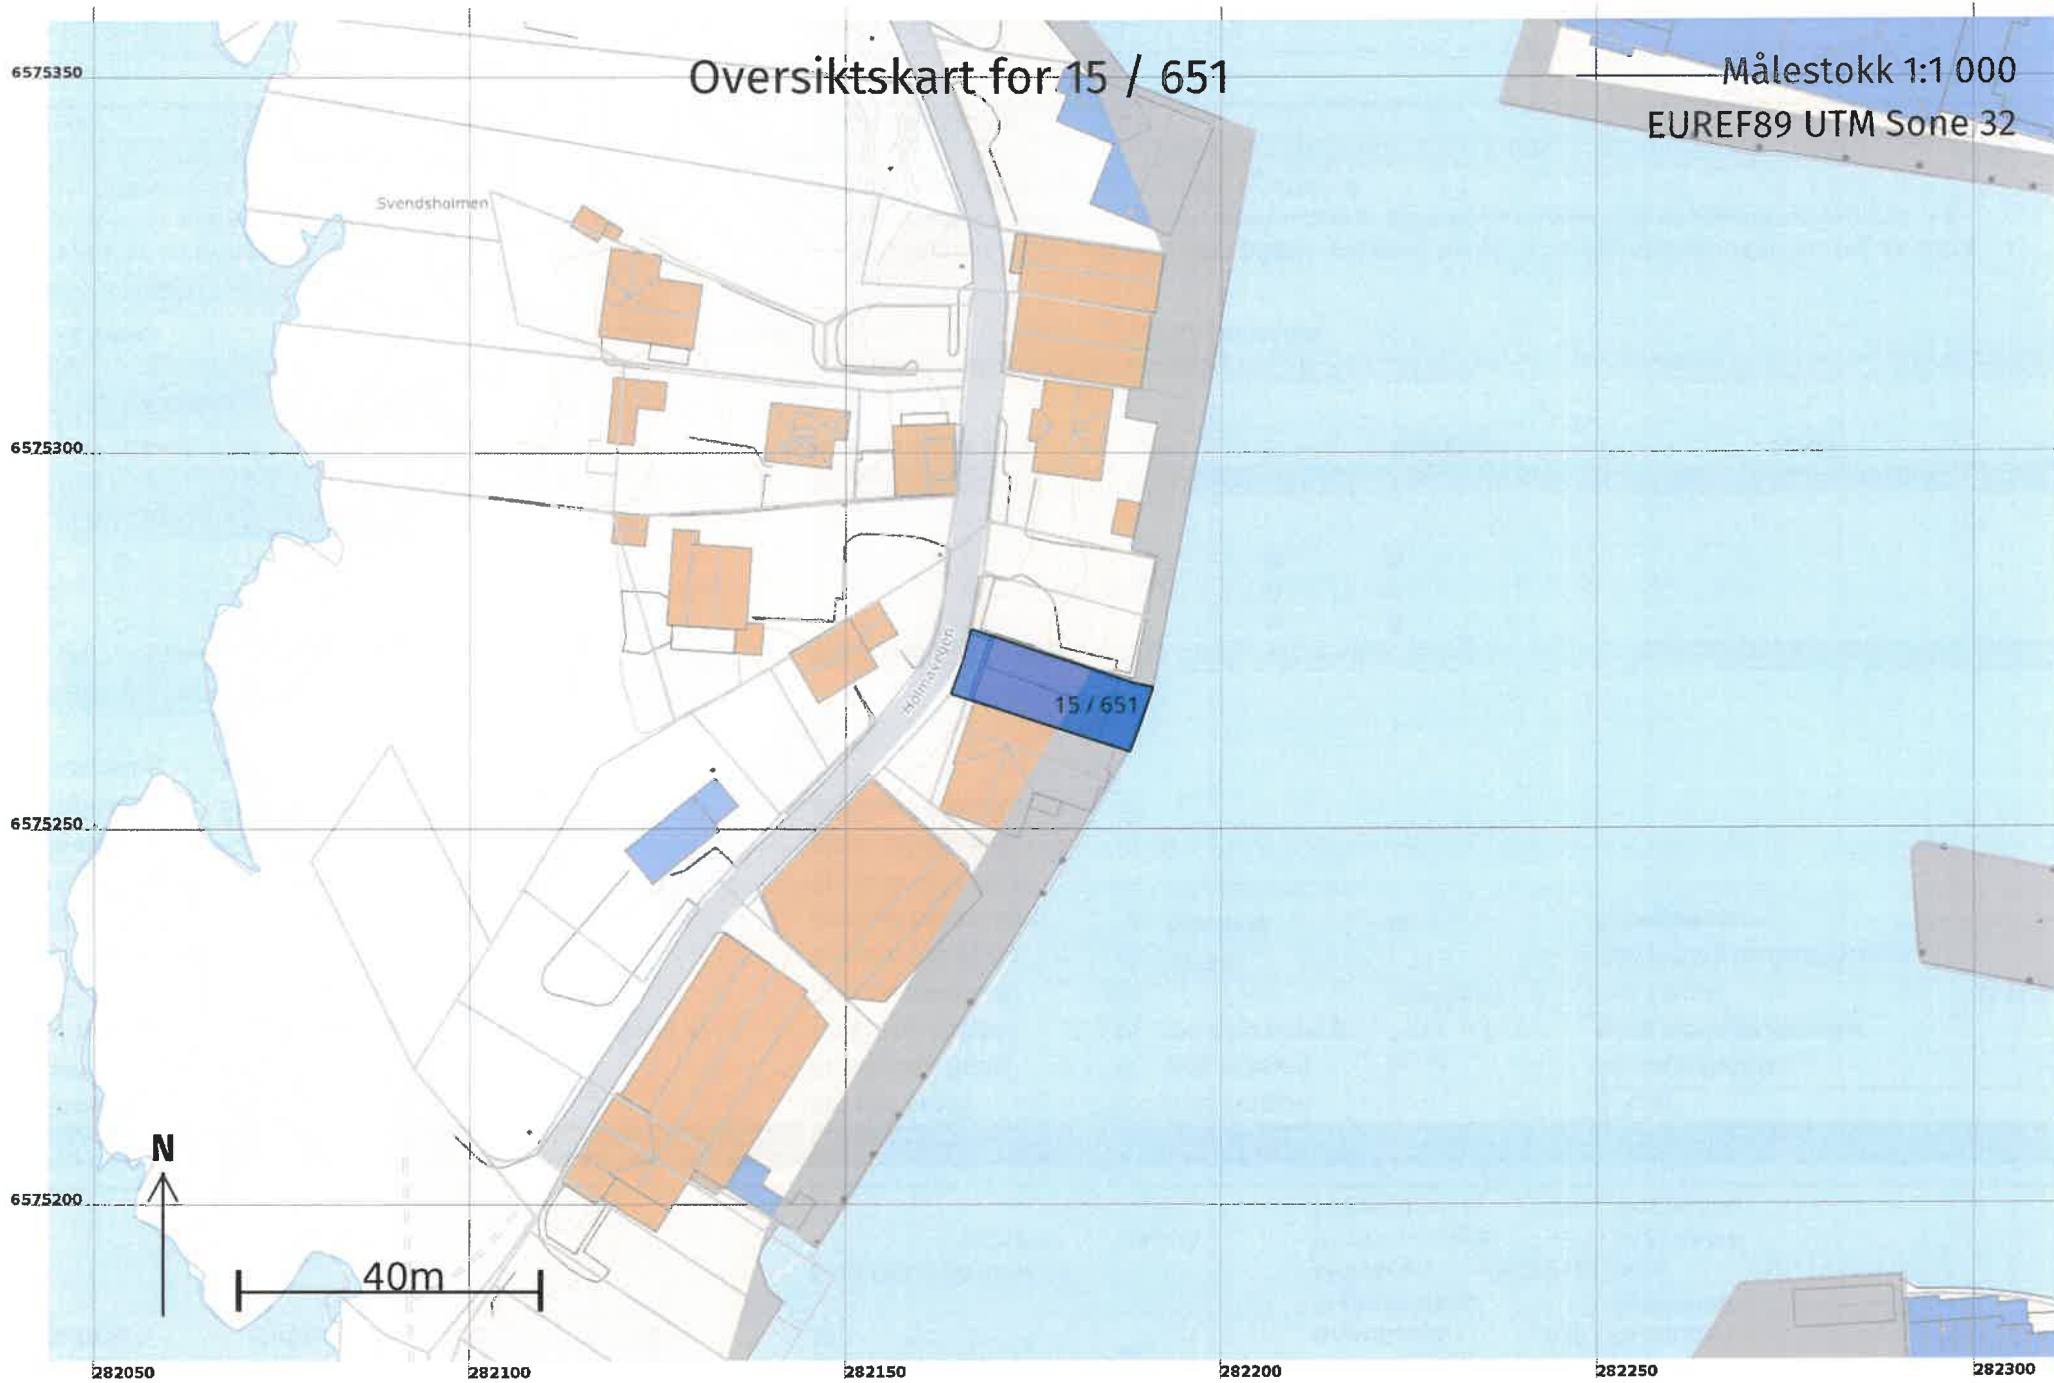 Oversiktskart for 15 / 651
Målestokk 1:1 000
EUREF89 UTM Sone 32
6575350
Svendsholmen
6575300
Holmavegen
15 / 651
6575250
N
6575200
40m
282050
282100
282150
282200
282250
282300